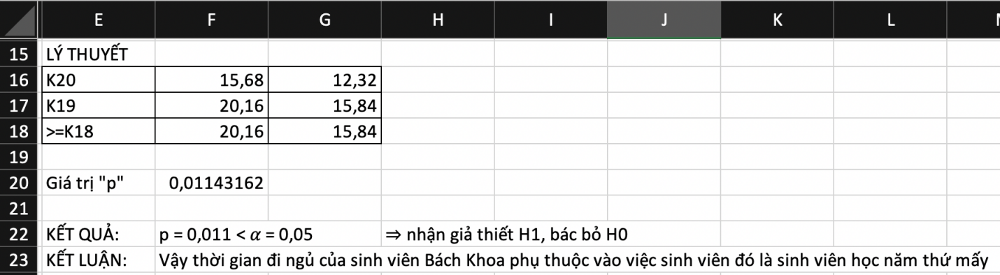 E F G H I J K L
15 LÝ THUYẾT
16 K20 15,68 12,32
17 K19 20,16 15,84
18 >=K18 20,16 15,84
19
20 Giá trị "p" 0,01143162
21
22 KẾT QUẢ: p = 0,011 < α = 0,05 ⇒ nhận giả thiết H1, bác bỏ H0
23 KẾT LUẬN: Vậy thời gian đi ngủ của sinh viên Bách Khoa phụ thuộc vào việc sinh viên đó là sinh viên học năm thứ mấy